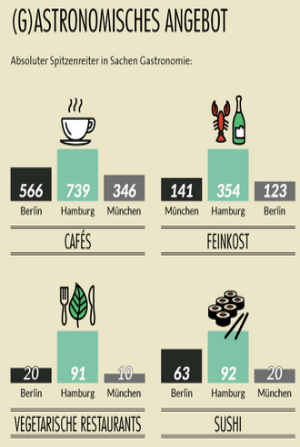 (G)ASTRONOMISCHES ANGEBOT
Absoluter Spitzenreiter in Sachen Gastronomie:
566 739 346
Berlin Hamburg München
CAFÉS
141 354 123
München Hamburg Berlin
FEINKOST
20 91 10
Berlin Hamburg München
VEGETARISCHE RESTAURANTS
63 92 20
Berlin Hamburg München
SUSHI